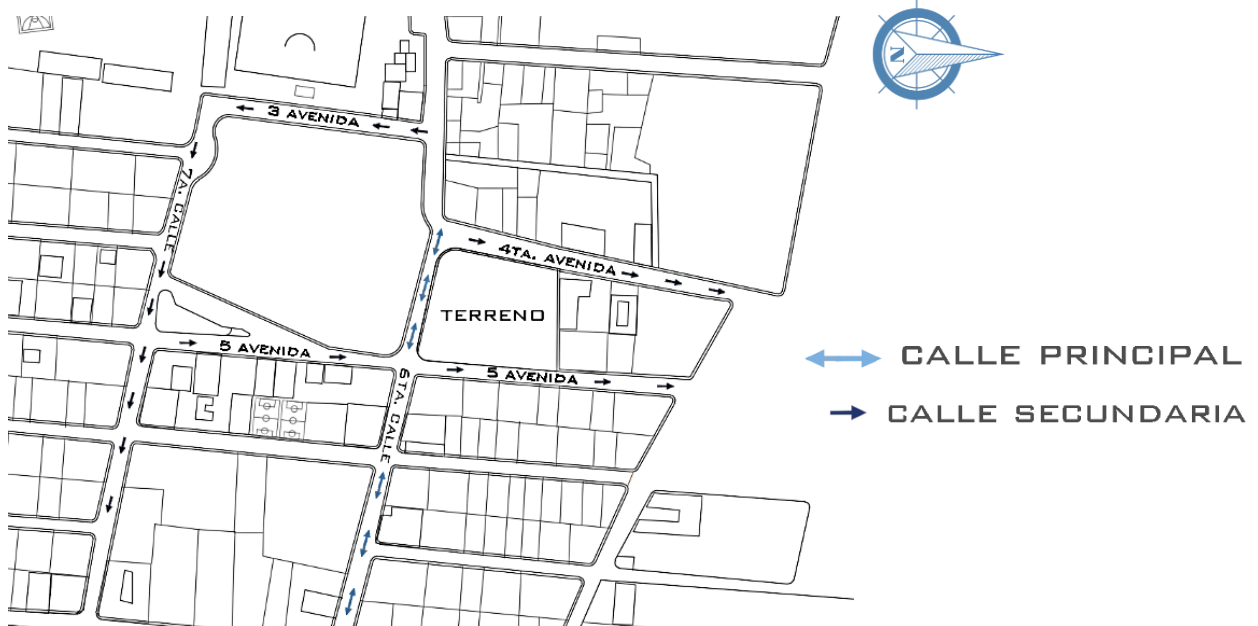 N
3 AVENIDA
7A. CALLE
4TA. AVENIDA
TERRENO
5 AVENIDA
5 AVENIDA
6TA. CALLE
CALLE PRINCIPAL
CALLE SECUNDARIA